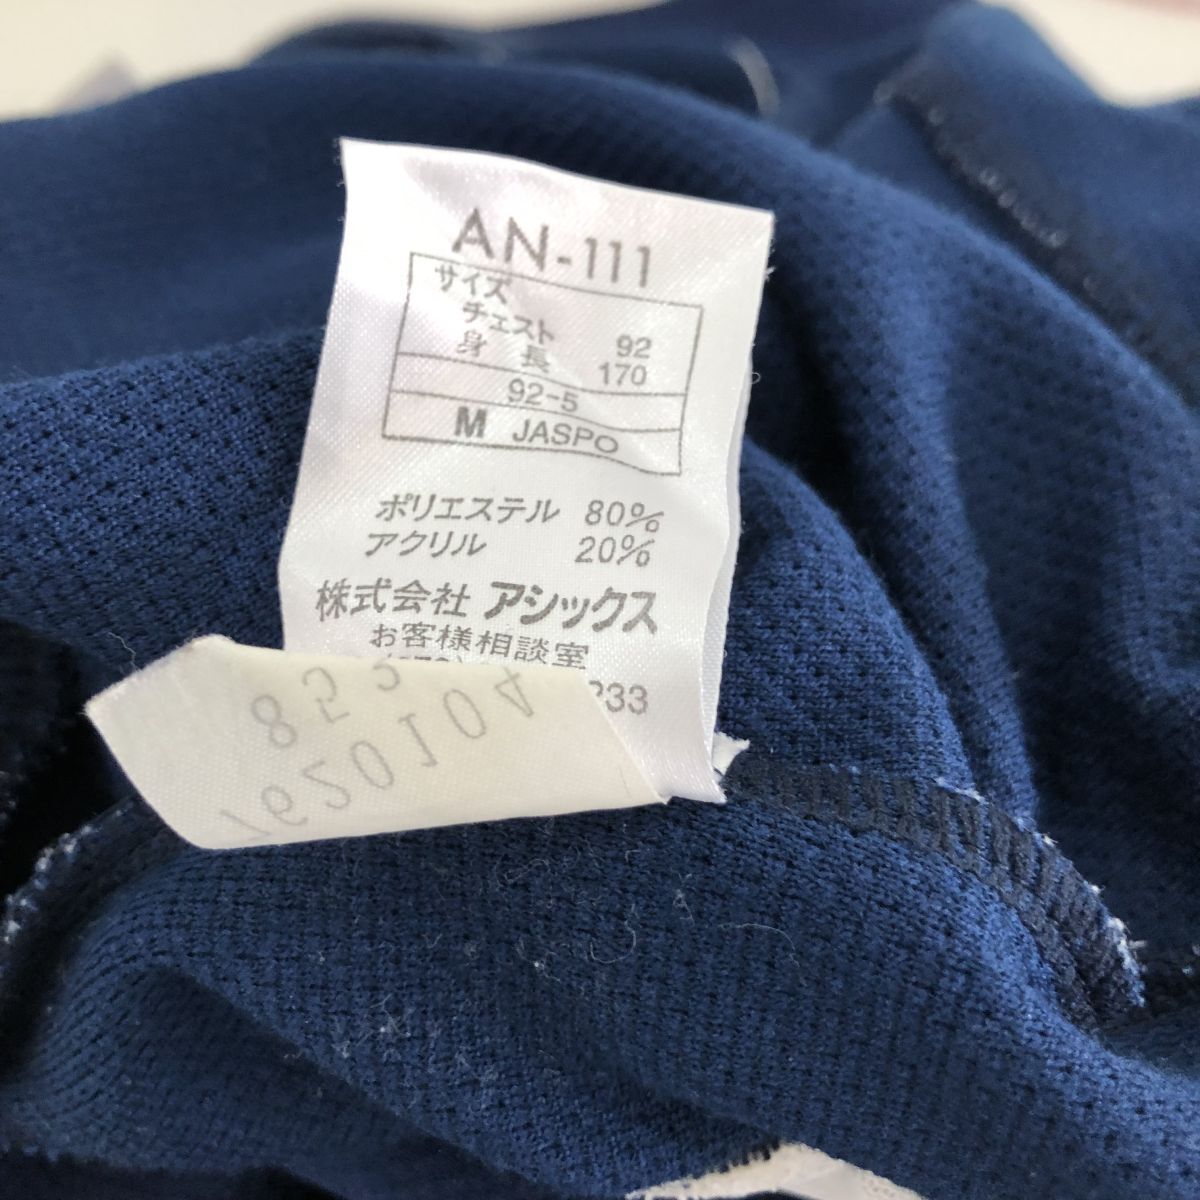 AN-111
サイズ
チェスト 92
身長 170
92-5
M JASPO
ポリエステル 80%
アクリル 20%
株式会社 アシックス
お客様相談室
233